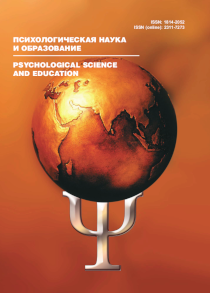 ISSN: 1814-2052
ISSN (online): 2311-7273
ПСИХОЛОГИЧЕСКАЯ НАУКА
И ОБРАЗОВАНИЕ
PSYCHOLOGICAL SCIENCE
AND EDUCATION